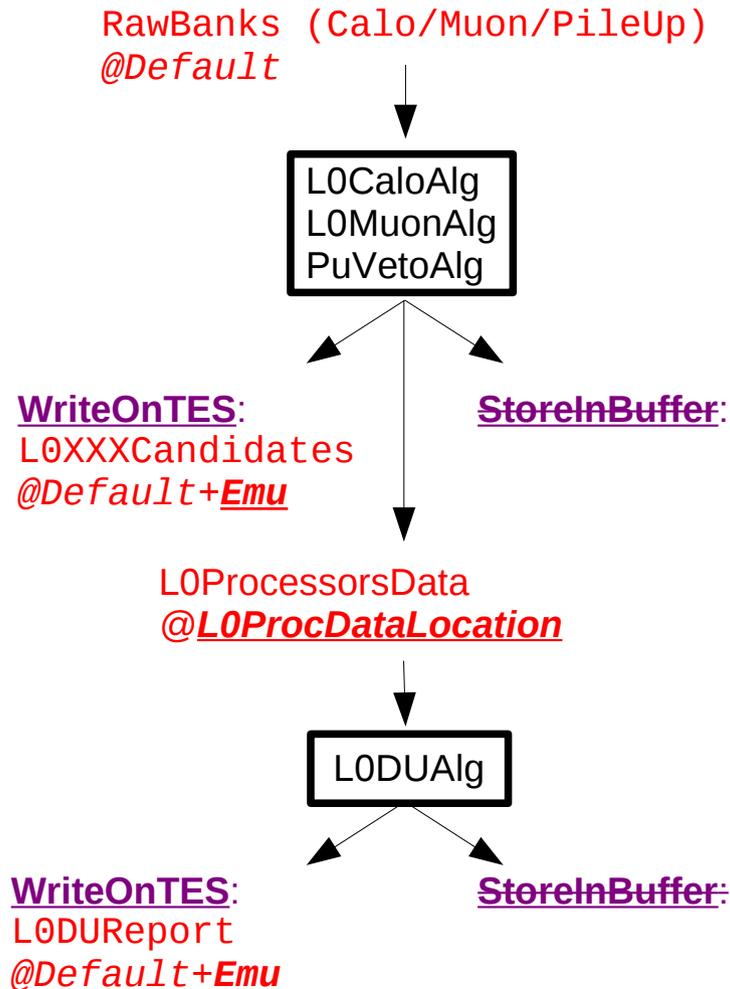 RawBanks (Calo/Muon/PileUp)
@Default
L0CaloAlg
L0MuonAlg
PuVetoAlg
WriteOnTES:
StoreInBuffer:
L0XXXCandidates
@Default+Emu
L0ProcessorsData
@L0ProcDataLocation
L0DUAlg
WriteOnTES:
StoreInBuffer:
L0DUReport
@Default+Emu